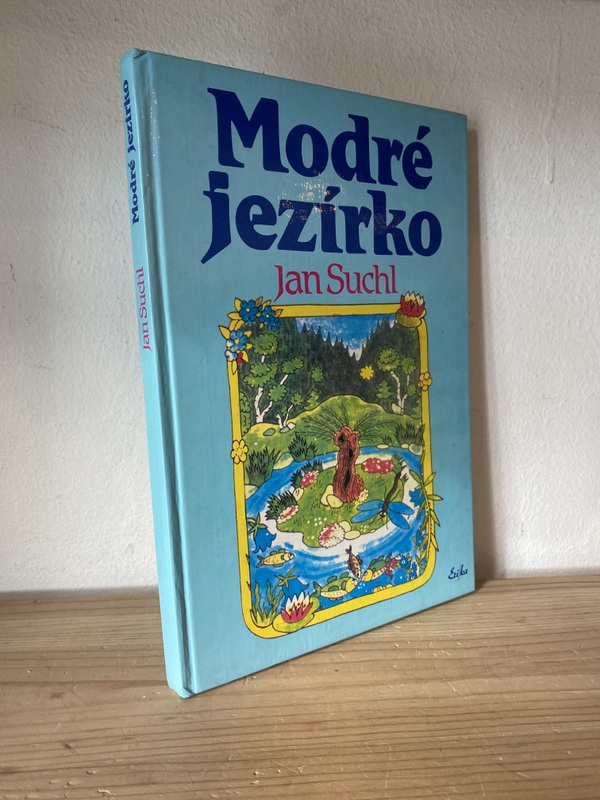 Modré
jezírko
Jan Suchl
Erika
Modré jezírko
Jan Suchl